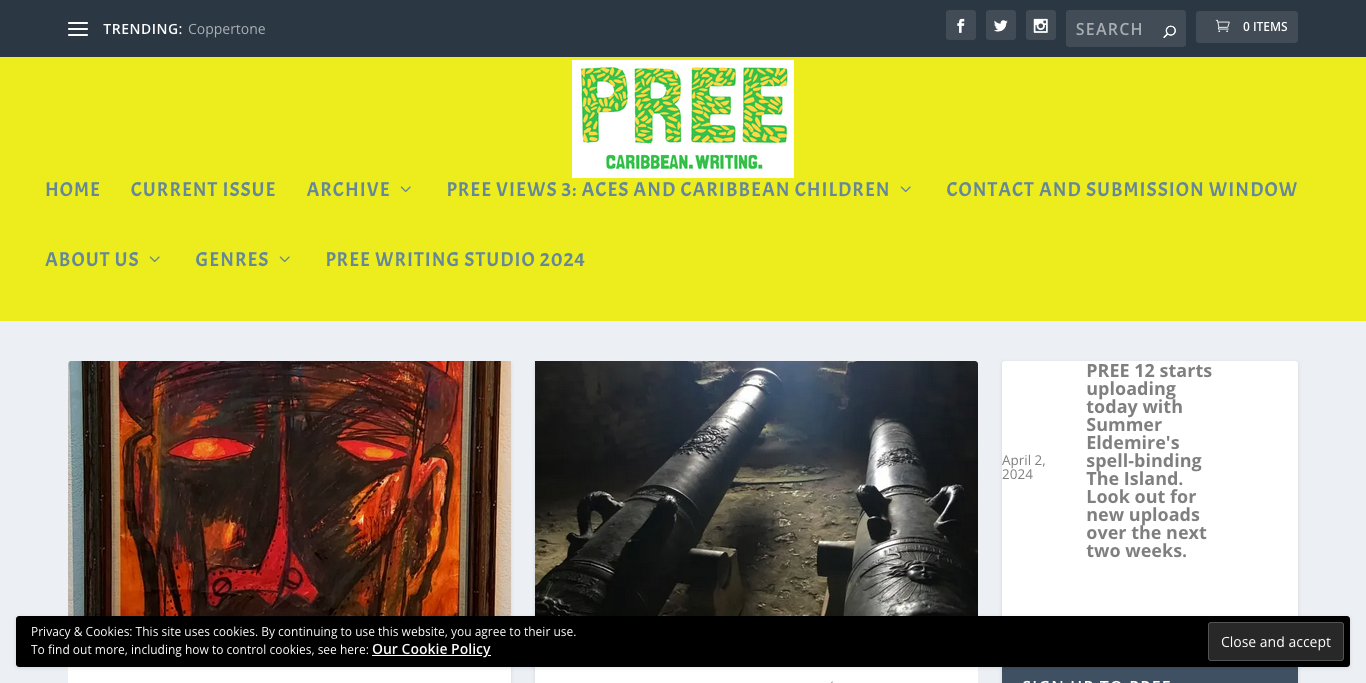 TRENDING: Coppertone
SEARCH
0 ITEMS
PREE
CARIBBEAN. WRITING.
HOME
CURRENT ISSUE
ARCHIVE
PREE VIEWS 3: ACES AND CARIBBEAN CHILDREN
CONTACT AND SUBMISSION WINDOW
ABOUT US
GENRES
PREE WRITING STUDIO 2024
April 2,
2024
PREE 12 starts
uploading
today with
Summer
Eldemire's
spell-binding
The Island.
Look out for
new uploads
over the next
two weeks.
Privacy & Cookies: This site uses cookies. By continuing to use this website, you agree to their use.
To find out more, including how to control cookies, see here: Our Cookie Policy
Close and accept
SIGN UP TO PREE